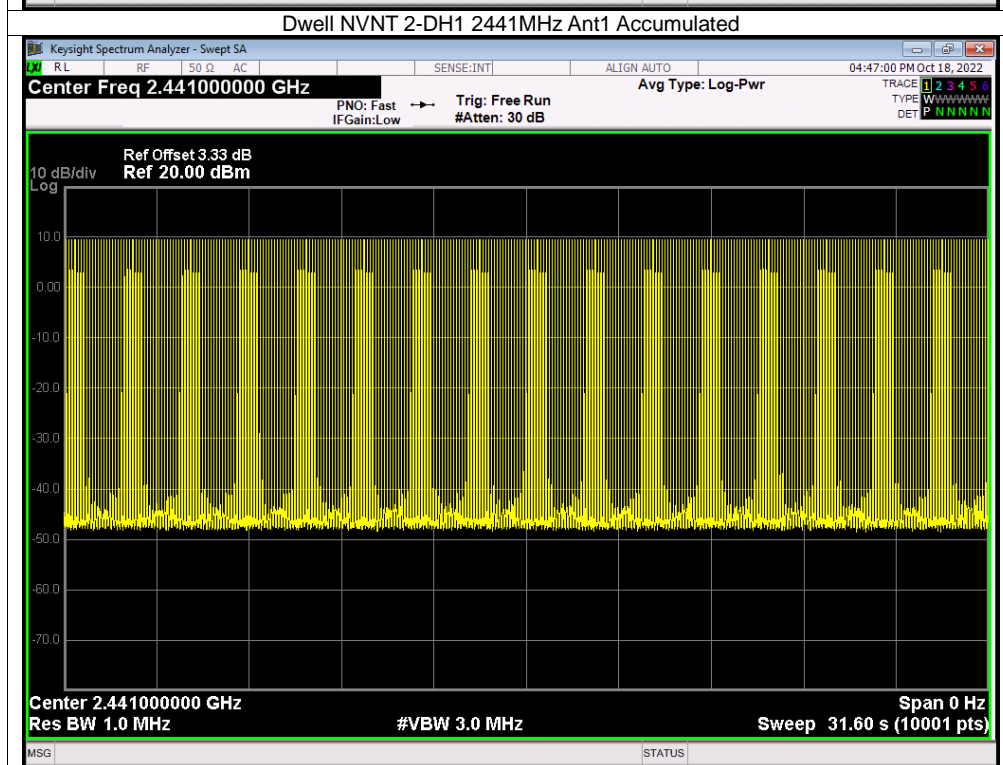 Dwell NVNT 2-DH1 2441MHz Ant1 Accumulated
Keysight Spectrum Analyzer - Swept SA
LXI RL RF 50 Ω AC SENSE:INT ALIGN AUTO 04:47:00 PM Oct 18, 2022
Center Freq 2.441000000 GHz Avg Type: Log-Pwr TRACE 1 2 3 4 5 6
PNO: Fast Trig: Free Run TYPE WWWWWW
IFGain:Low #Atten: 30 dB DET P N N N N N
Ref Offset 3.33 dB
10 dB/div Ref 20.00 dBm
Log
10.0
0.00
-10.0
-20.0
-30.0
-40.0
-50.0
-60.0
-70.0
Center 2.441000000 GHz Span 0 Hz
Res BW 1.0 MHz #VBW 3.0 MHz Sweep 31.60 s (10001 pts)
MSG STATUS